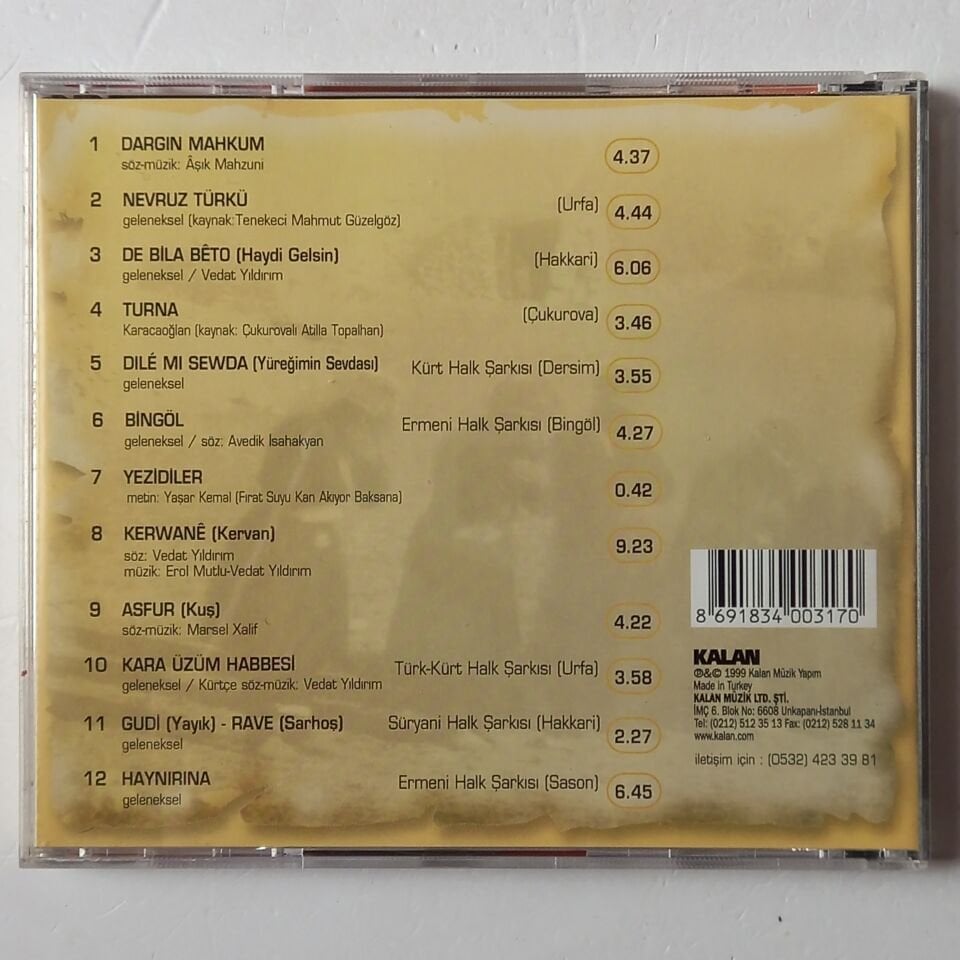 1 DARGIN MAHKUM 4.37
söz-müzik: Âşık Mahzuni
2 NEVRUZ TÜRKÜ (Urfa) 4.44
geleneksel (kaynak:Tenekeci Mahmut Güzelgöz)
3 DE BİLA BÊTO (Haydi Gelsin) (Hakkari) 6.06
geleneksel / Vedat Yıldırım
4 TURNA (Çukurova) 3.46
Karacaoğlan (kaynak: Çukurovalı Atilla Topalhan)
5 DILÉ MI SEWDA (Yüreğimin Sevdası) Kürt Halk Şarkısı (Dersim) 3.55
geleneksel
6 BİNGÖL Ermeni Halk Şarkısı (Bingöl) 4.27
geleneksel / söz: Avedik Isahakyan
7 YEZİDİLER 0.42
metin: Yaşar Kemal (Fırat Suyu Kan Akıyor Baksana)
8 KERWANÊ (Kervan) 9.23
söz: Vedat Yıldırım
müzik: Erol Mutlu-Vedat Yıldırım
9 ASFUR (Kuş) 4.22
söz-müzik: Marsel Xalif
10 KARA ÜZÜM HABBESİ Türk-Kürt Halk Şarkısı (Urfa) 3.58
geleneksel / Kürtçe söz-müzik: Vedat Yıldırım
11 GUDİ (Yayık) - RAVE (Sarhoş) Süryani Halk Şarkısı (Hakkari) 2.27
geleneksel
12 HAYNIRINA Ermeni Halk Şarkısı (Sason) 6.45
geleneksel
8 691834 003170
KALAN
℗&© 1999 Kalan Müzik Yapım
Made in Turkey
KALAN MÜZİK LTD. ŞTİ.
İMÇ 6. Blok No: 6608 Unkapanı-İstanbul
Tel: (0212) 512 35 13 Fax: (0212) 528 11 34
www.kalan.com
iletişim için : (0532) 423 39 81